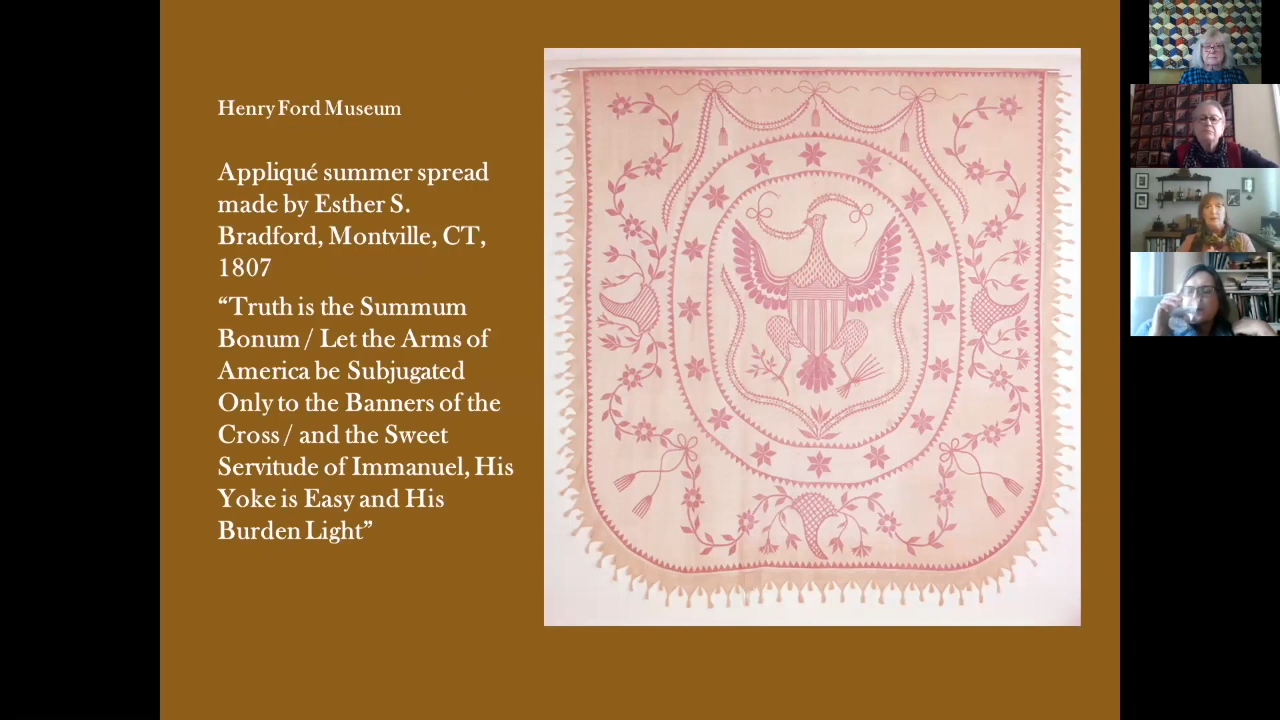 Henry Ford Museum
Appliqué summer spread
made by Esther S.
Bradford, Montville, CT,
1807
“Truth is the Summum
Bonum / Let the Arms of
America be Subjugated
Only to the Banners of the
Cross / and the Sweet
Servitude of Immanuel, His
Yoke is Easy and His
Burden Light”